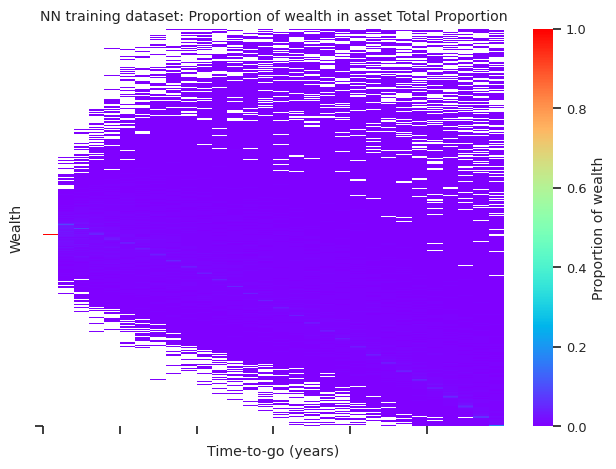 NN training dataset: Proportion of wealth in asset Total Proportion
Wealth
Time-to-go (years)
1.0
0.8
0.6
0.4
0.2
0.0
Proportion of wealth